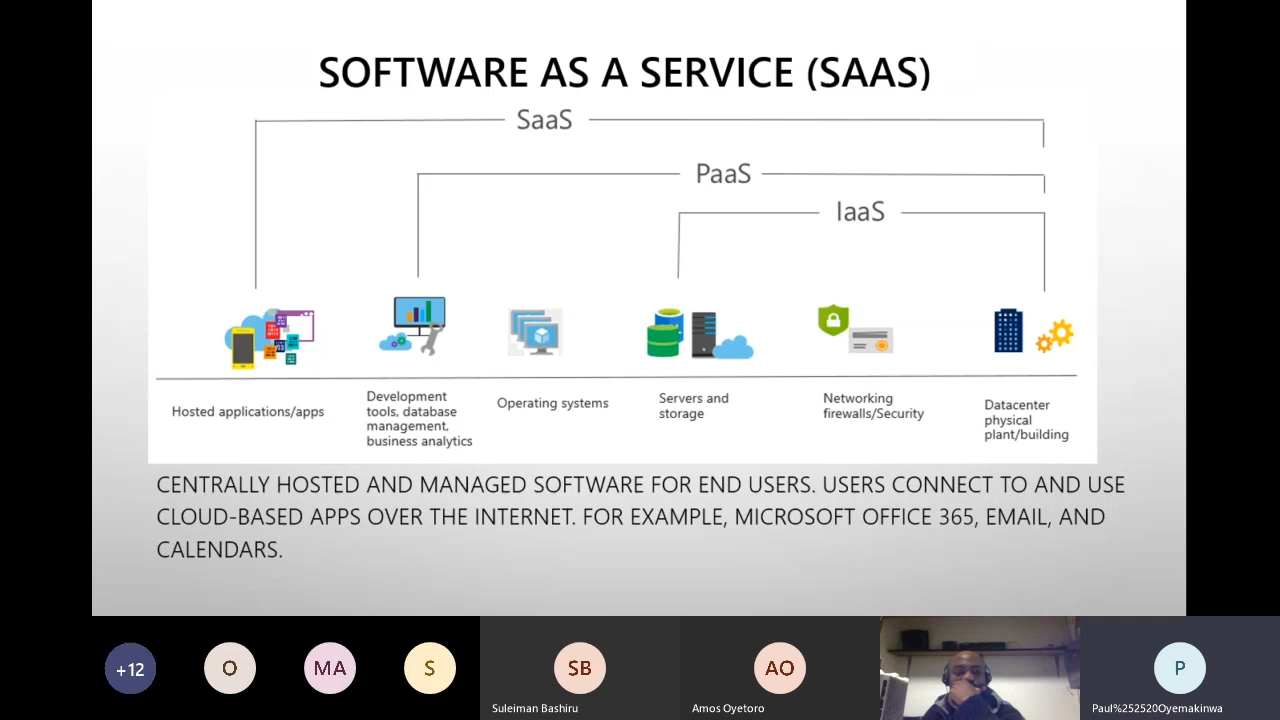 SOFTWARE AS A SERVICE (SAAS)
SaaS
PaaS
IaaS
Hosted applications/apps
Development
tools, database
management,
business analytics
Operating systems
Servers and
storage
Networking
firewalls/Security
Datacenter
physical
plant/building
CENTRALLY HOSTED AND MANAGED SOFTWARE FOR END USERS. USERS CONNECT TO AND USE
CLOUD-BASED APPS OVER THE INTERNET. FOR EXAMPLE, MICROSOFT OFFICE 365, EMAIL, AND
CALENDARS.
+12
O
MA
S
SB
Suleiman Bashiru
AO
Amos Oyetoro
P
Paul%252520Oyemakinwa